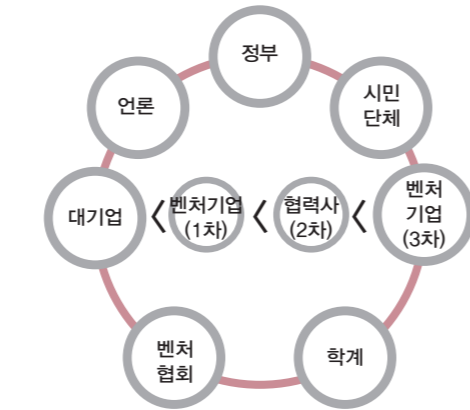 정부
언론
시민
단체
대기업
벤처기업
(1차)
협력사
(2차)
벤처
기업
(3차)
벤처
협회
학계